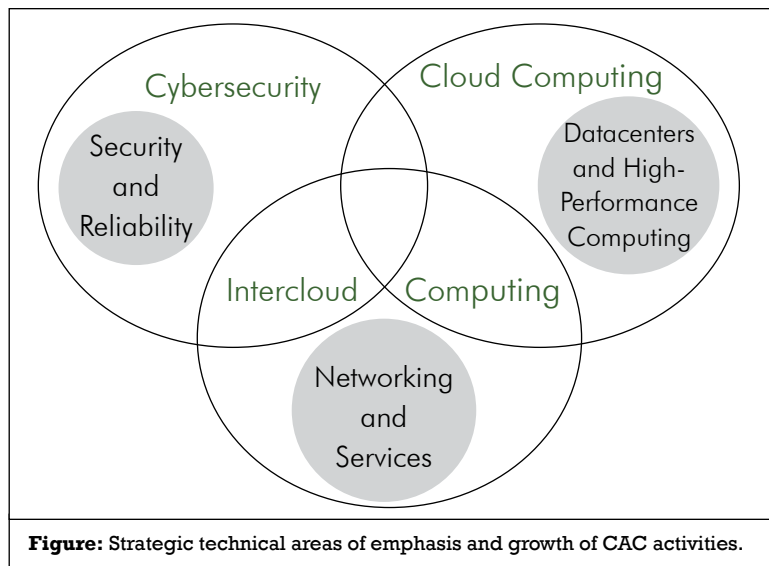 Cybersecurity
Cloud Computing
Security
and
Reliability
Datacenters
and High-
Performance
Computing
Intercloud
Computing
Networking
and
Services
Figure: Strategic technical areas of emphasis and growth of CAC activities.